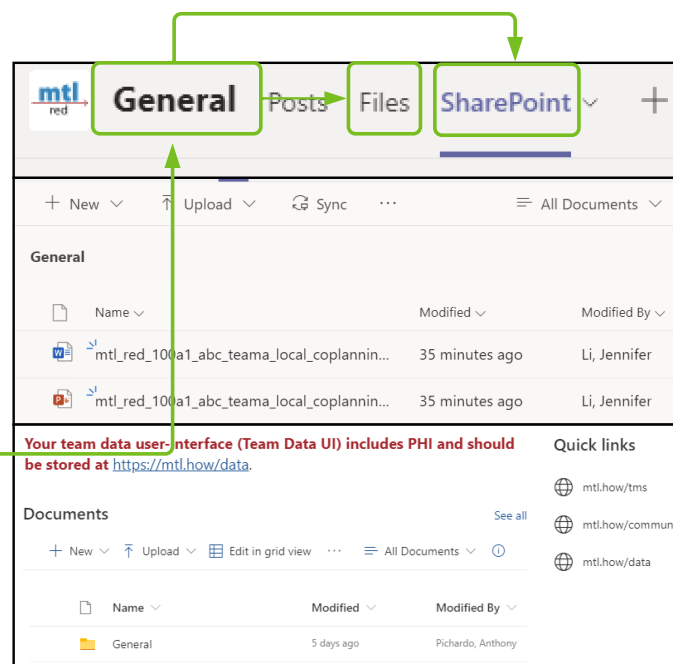 mtl
red
General Posts Files SharePoint
+ New Upload Sync ... All Documents
General
Name Modified Modified By
mtl_red_100a1_abc_teama_local_coplannin... 35 minutes ago Li, Jennifer
mtl_red_100a1_abc_teama_local_coplannin... 35 minutes ago Li, Jennifer
Your team data user-interface (Team Data UI) includes PHI and should
be stored at https://mtl.how/data.
Quick links
mtl.how/tms
mtl.how/commun
mtl.how/data
Documents See all
+ New Upload Edit in grid view ... All Documents
Name Modified Modified By
General 5 days ago Pichardo, Anthony